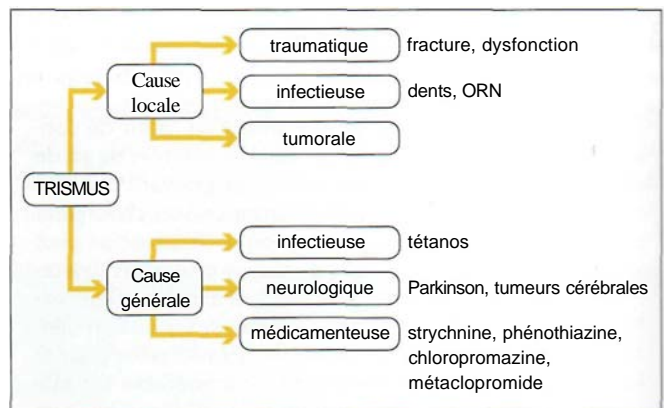 traumatique fracture, dysfonction
Cause
locale
infectieuse dents, ORN
tumorale
TRISMUS
infectieuse tétanos
Cause
générale
neurologique Parkinson, tumeurs cérébrales
médicamenteuse strychnine, phénothiazine,
chloropromazine,
métaclopromide